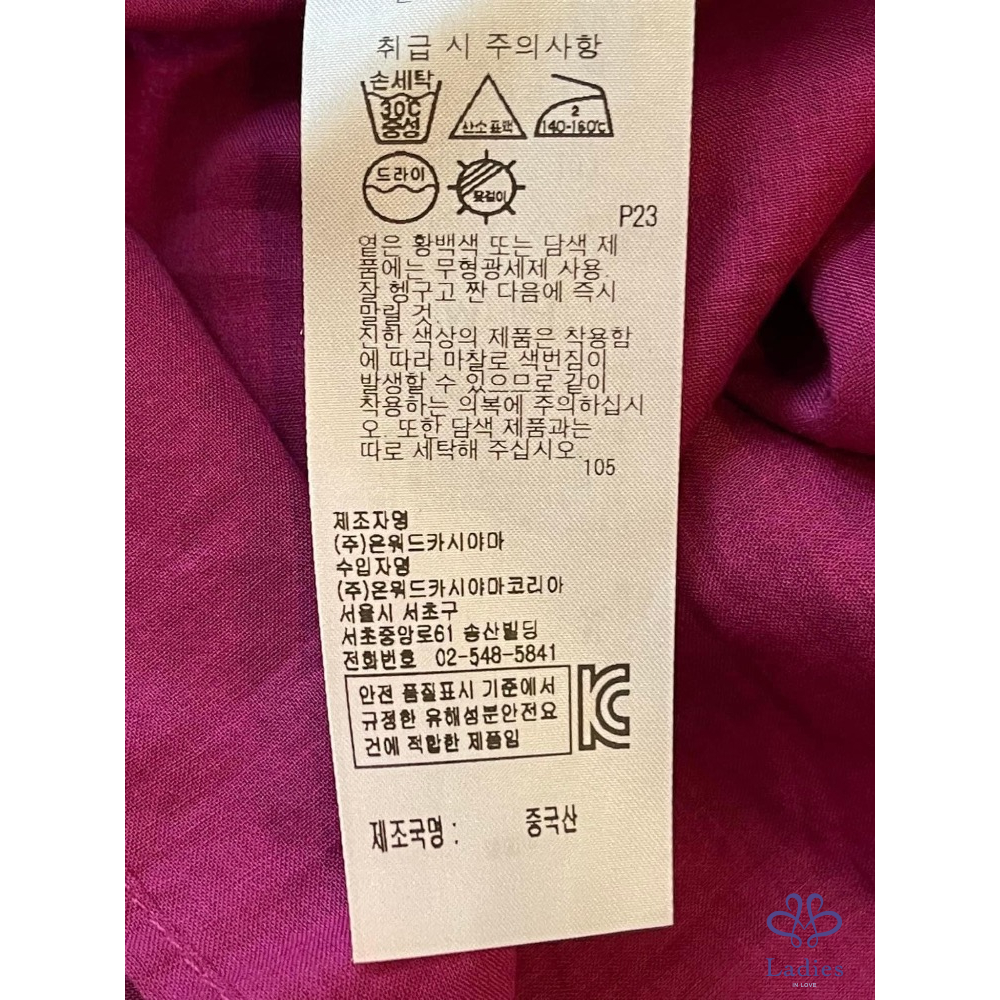 취급 시 주의사항
손세탁
30℃
중성
산소표백
2
140-160℃
드라이
뉮걸이
P23
옅은 황백색 또는 담색 제
품에는 무형광세제 사용.
잘 헹구고 짠 다음에 즉시
말릴 것.
진한 색상의 제품은 착용함
에 따라 마찰로 색번짐이
발생할 수 있으므로 같이
착용하는 의복에 주의하십시
오. 또한 담색 제품과는
따로 세탁해 주십시오.
105
제조자명
(주)온워드카시야마
수입자명
(주)온워드카시야마코리아
서울시 서초구
서초중앙로61 송산빌딩
전화번호 02-548-5841
안전 품질표시 기준에서
규정한 유해성분안전요
건에 적합한 제품임
KC
제조국명 : 중국산
Ladies
IN LOVE